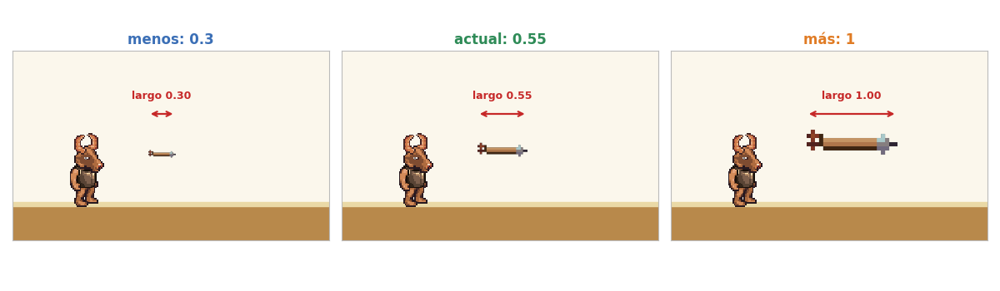 menos: 0.3
largo 0.30
actual: 0.55
largo 0.55
más: 1
largo 1.00